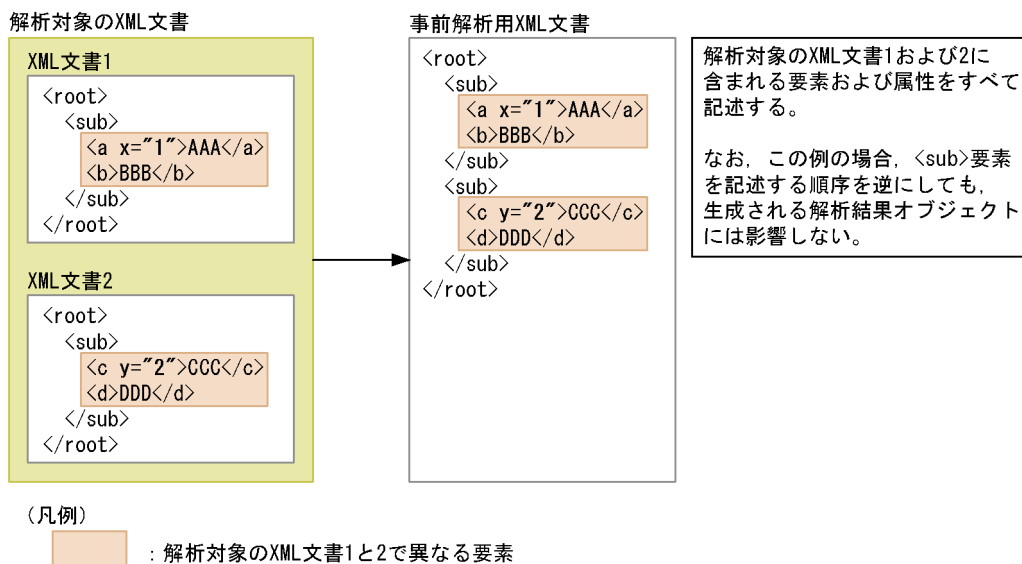 解析対象のXML文書
XML文書1
<root>
<sub>
<a x="1">AAA</a>
<b>BBB</b>
</sub>
</root>
XML文書2
<root>
<sub>
<c y="2">CCC</c>
<d>DDD</d>
</sub>
</root>
事前解析用XML文書
<root>
<sub>
<a x="1">AAA</a>
<b>BBB</b>
</sub>
<sub>
<c y="2">CCC</c>
<d>DDD</d>
</sub>
</root>
解析対象のXML文書1および2に
含まれる要素および属性をすべて
記述する。
なお，この例の場合，<sub>要素
を記述する順序を逆にしても，
生成される解析結果オブジェクト
には影響しない。
（凡例）
：解析対象のXML文書1と2で異なる要素